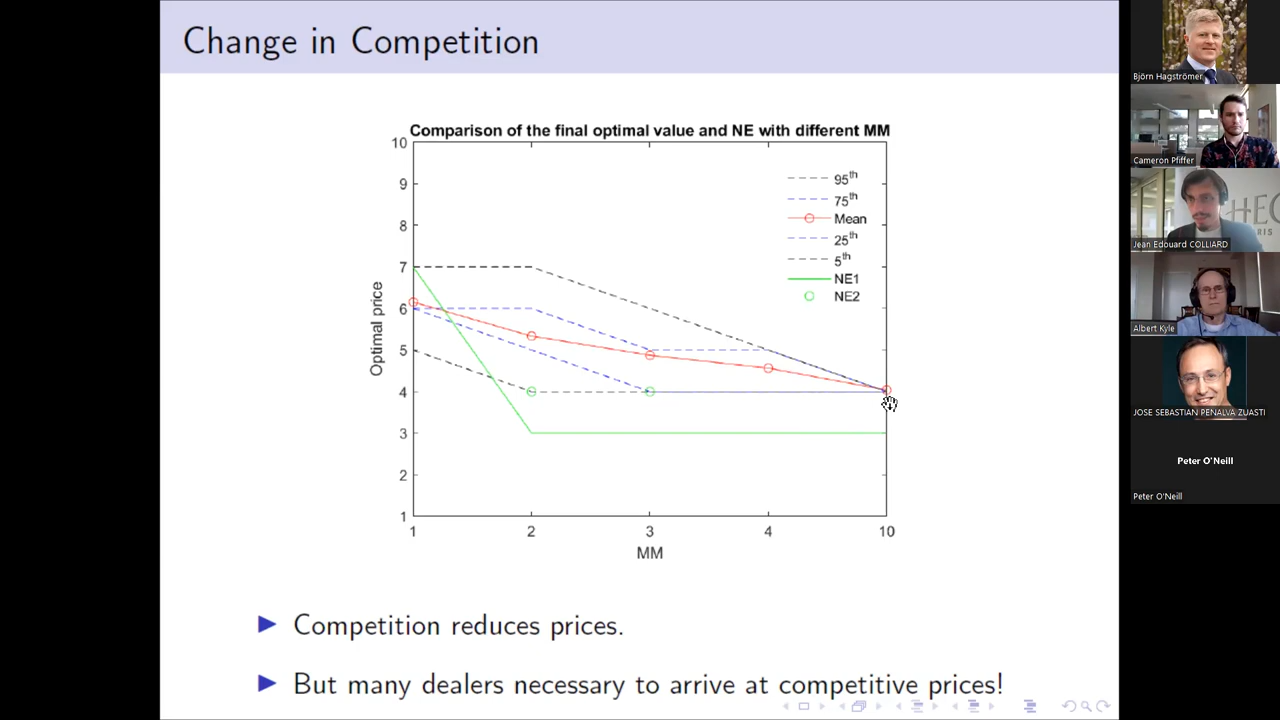 Change in Competition
Comparison of the final optimal value and NE with different MM
10
9
8
7
6
5
4
3
2
1
Optimal price
95th
75th
Mean
25th
5th
NE1
NE2
1 2 3 4 10
MM
Competition reduces prices.
But many dealers necessary to arrive at competitive prices!
Björn Hagströmer
Cameron Pfiffer
HEC
ARIS
Jean Edouard COLLIARD
Albert Kyle
JOSE SEBASTIAN PENALVA ZUASTI
Peter O'Neill
Peter O'Neill